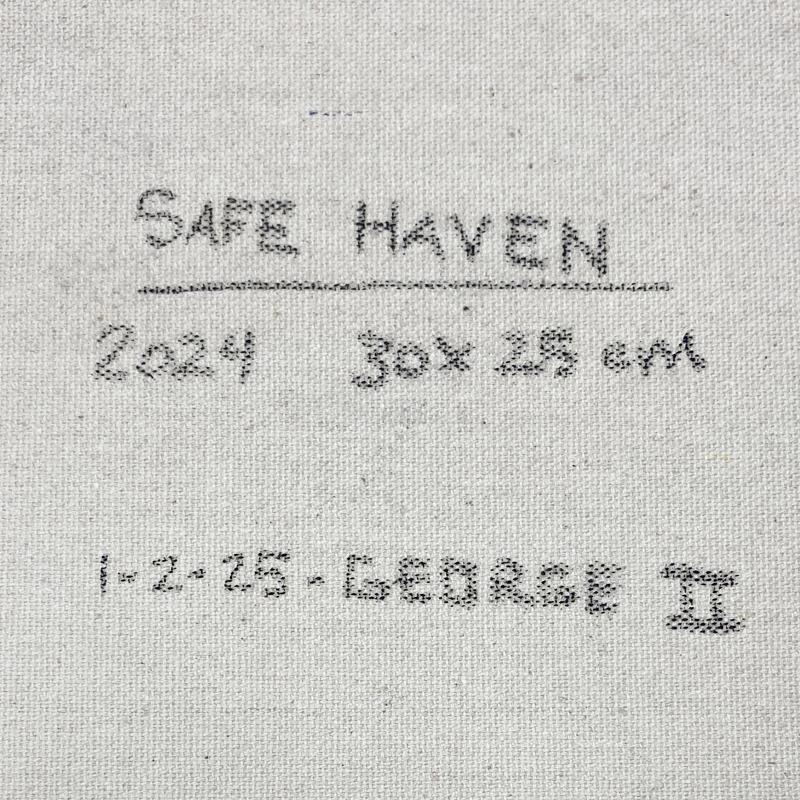 SAFE HAVEN
2024 30x25 cm
1-2-25-GEORGE II